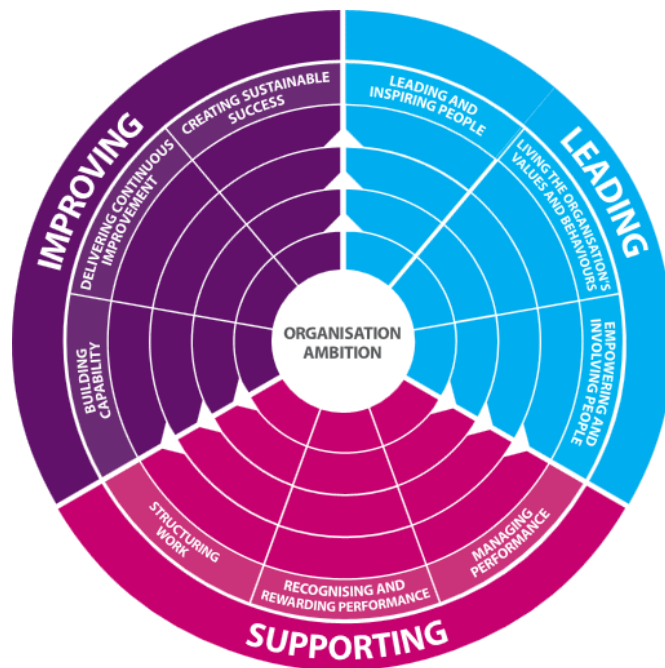 IMPROVING
CREATING SUSTAINABLE
SUCCESS
DELIVERING CONTINUOUS
IMPROVEMENT
BUILDING
CAPABILITY
LEADING
LEADING AND
INSPIRING PEOPLE
LIVING THE ORGANISATION'S
VALUES AND BEHAVIOURS
EMPOWERING AND
INVOLVING PEOPLE
ORGANISATION
AMBITION
STRUCTURING
WORK
RECOGNISING AND
REWARDING PERFORMANCE
MANAGING
PERFORMANCE
SUPPORTING